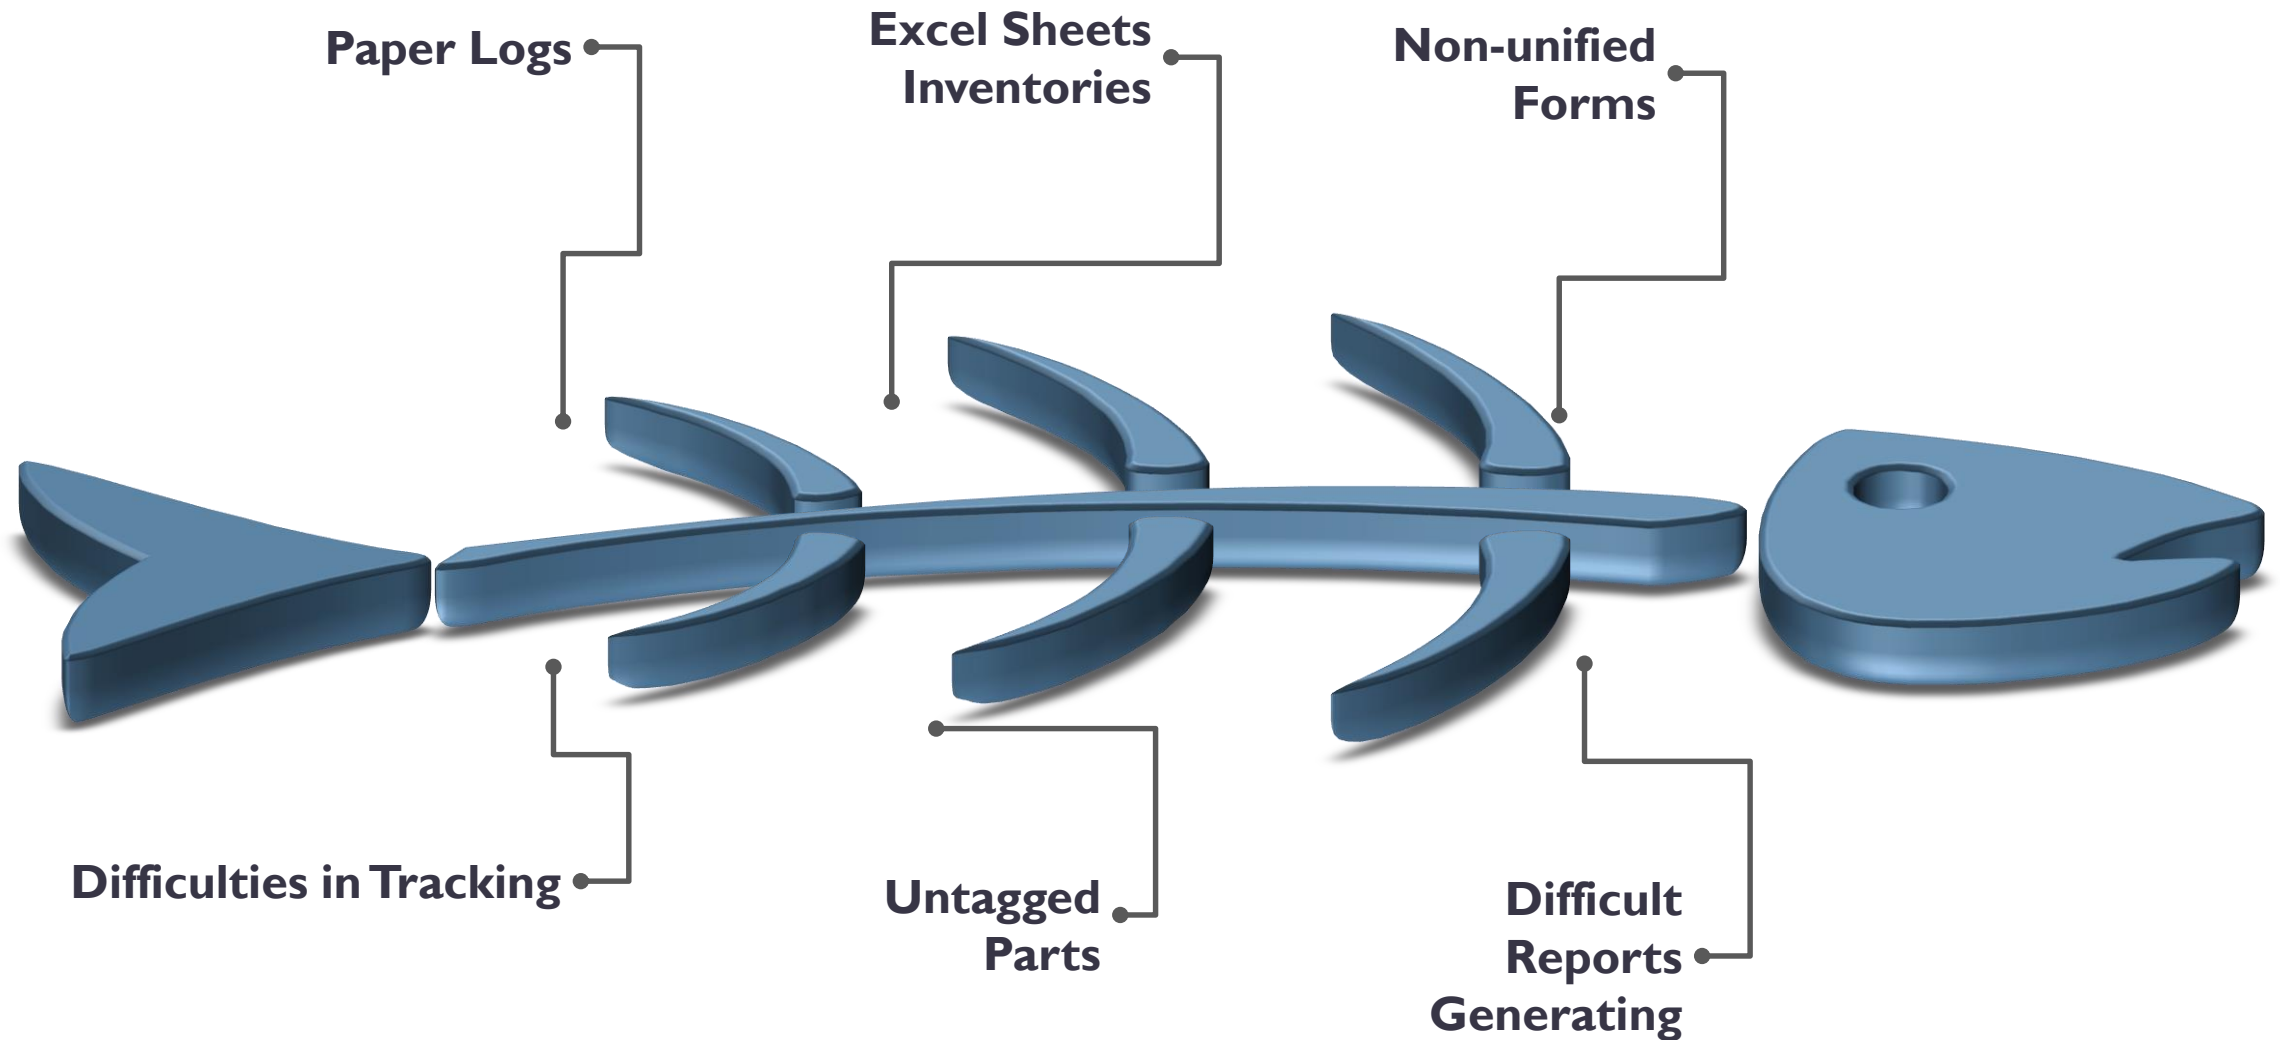 Paper Logs
Excel Sheets
Inventories
Non-unified
Forms
Difficulties in Tracking
Untagged
Parts
Difficult
Reports
Generating